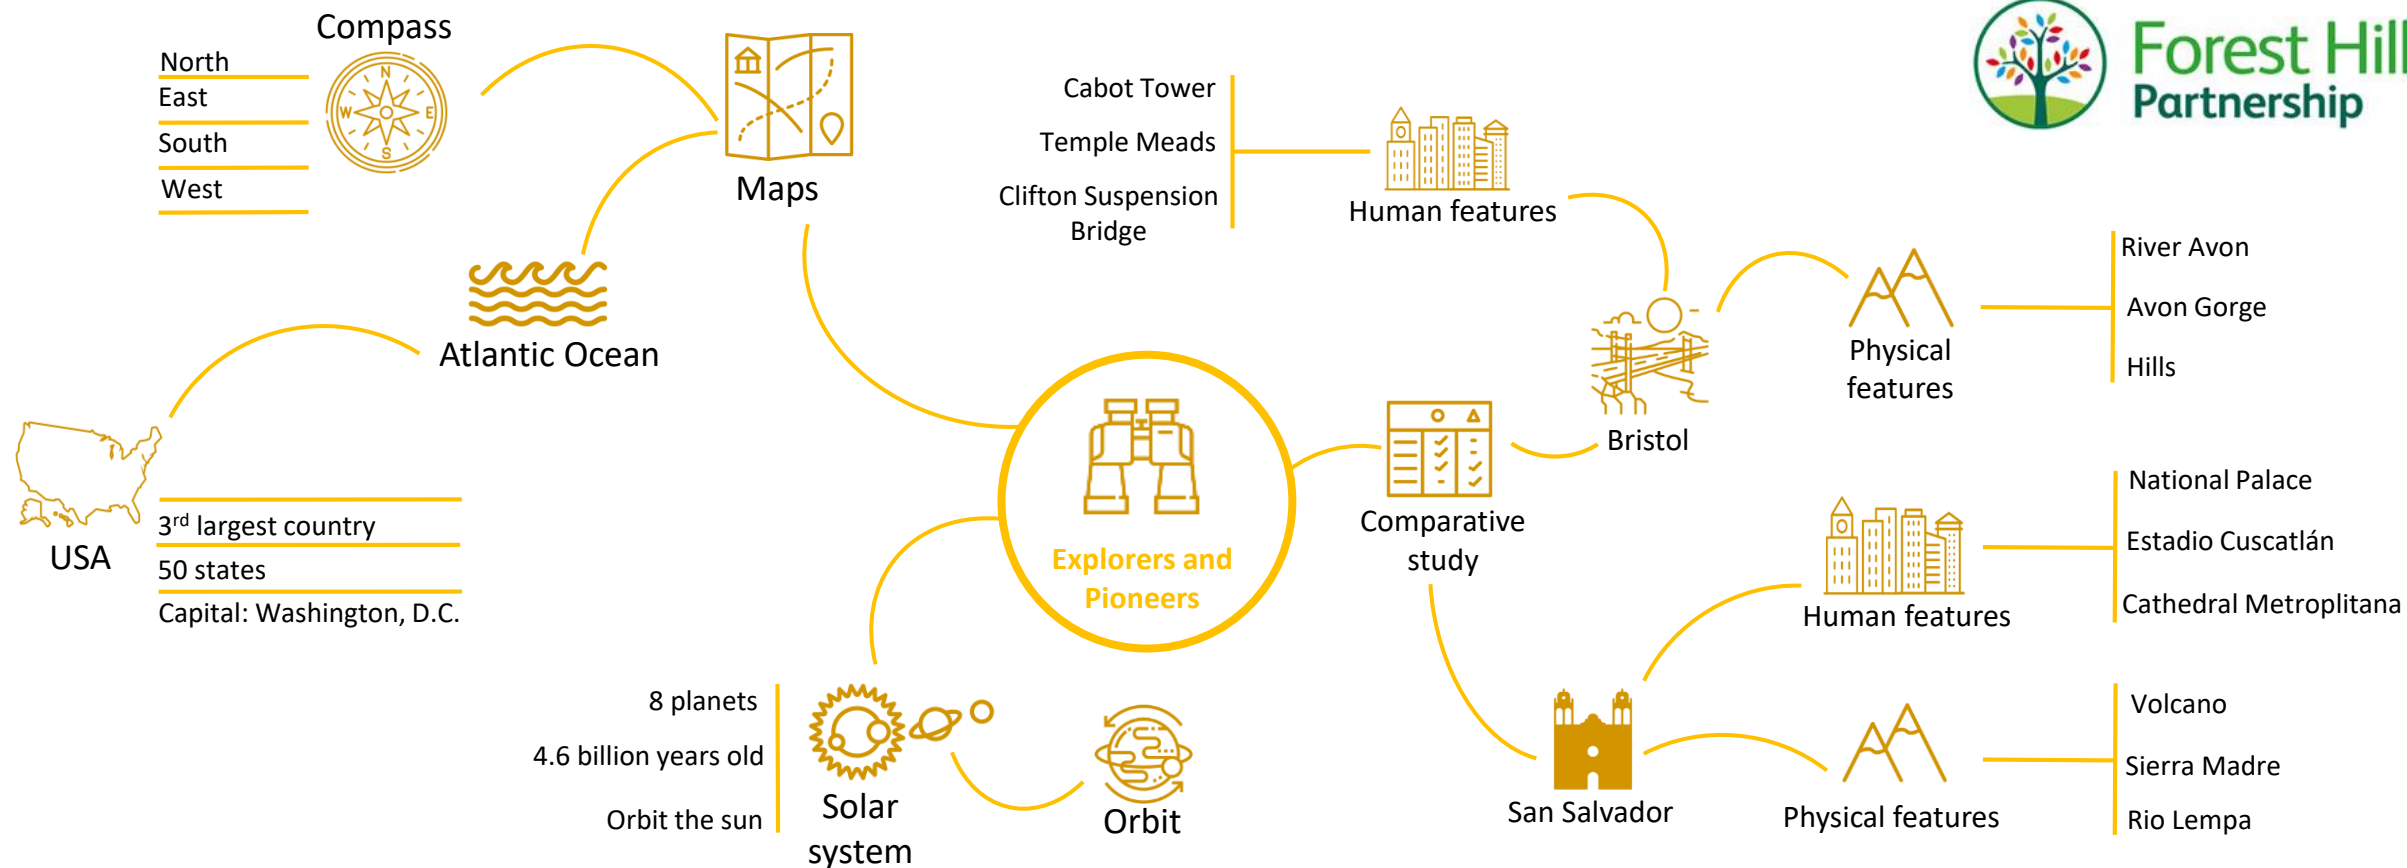 Compass
North
East
South
West
N
W
E
S
Maps
Atlantic Ocean
USA
3rd largest country
50 states
Capital: Washington, D.C.
Explorers and
Pioneers
8 planets
4.6 billion years old
Orbit the sun
Solar
system
Orbit
Comparative
study
Cabot Tower
Temple Meads
Clifton Suspension
Bridge
Human features
Bristol
Physical
features
River Avon
Avon Gorge
Hills
San Salvador
Human features
National Palace
Estadio Cuscatlán
Cathedral Metroplitana
Physical features
Volcano
Sierra Madre
Rio Lempa
Forest Hill
Partnership